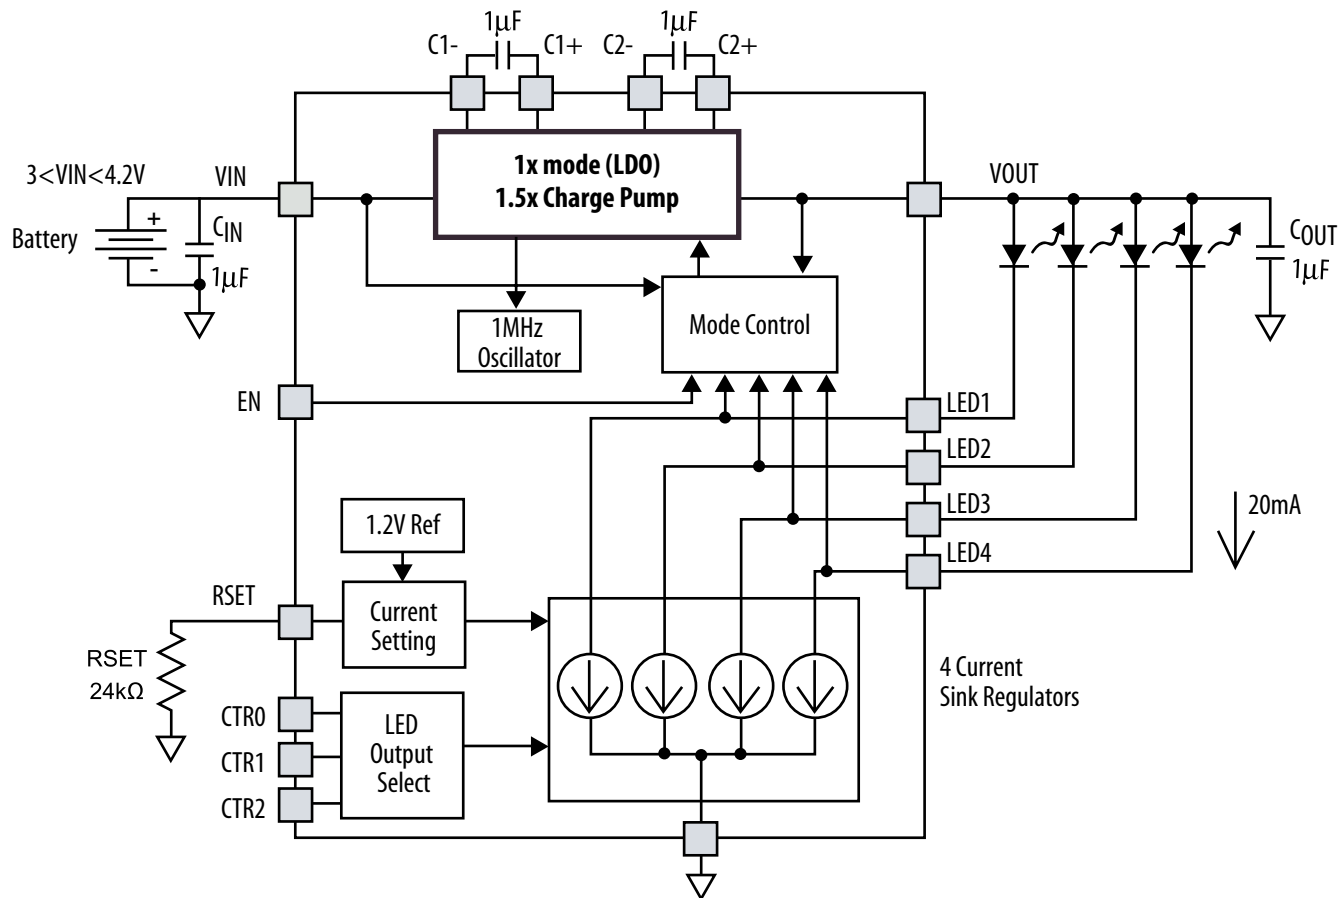 1μF
1μF
C1-
C1+
C2-
C2+
1x mode (LDO)
1.5x Charge Pump
3<VIN<4.2V
VIN
VOUT
Battery
+
-
CIN
1μF
COUT
1μF
1MHz
Oscillator
Mode Control
EN
LED1
LED2
LED3
LED4
20mA
1.2V Ref
RSET
Current
Setting
RSET
24kΩ
4 Current
Sink Regulators
CTR0
CTR1
CTR2
LED
Output
Select